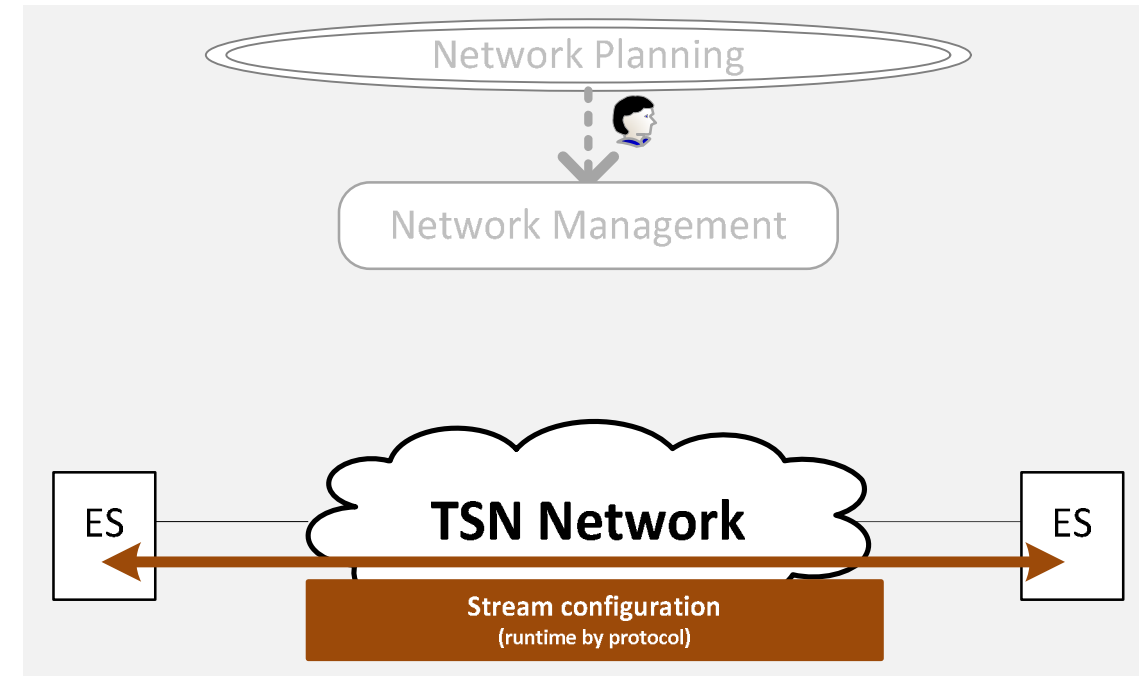 Network Planning
Network Management
TSN Network
ES
ES
Stream configuration
(runtime by protocol)